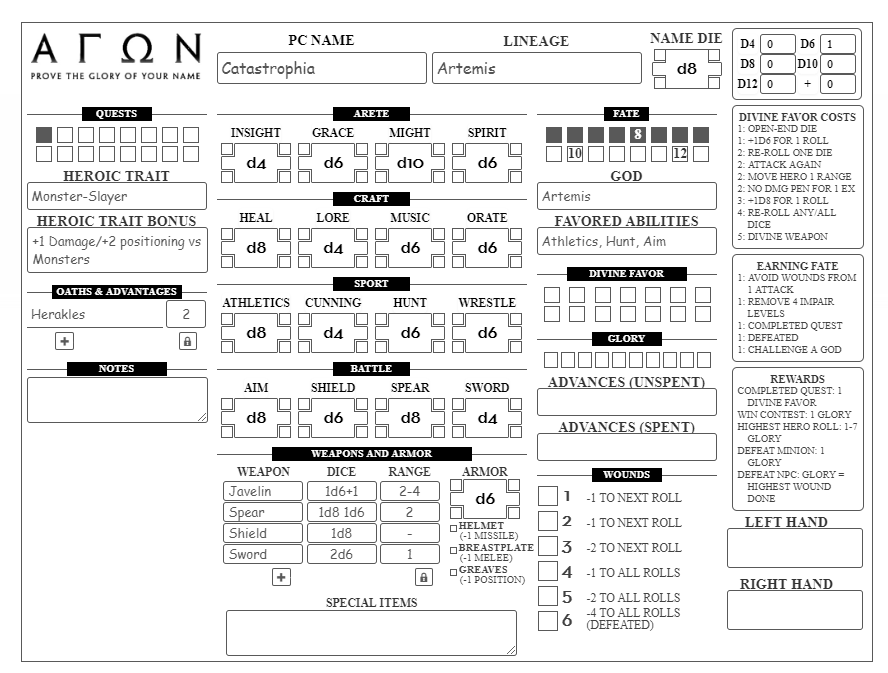 ΑΓΩΝ
PROVE THE GLORY OF YOUR NAME
PC NAME
Catastrophia
LINEAGE
Artemis
NAME DIE
d8
D4 0 D6 1
D8 0 D10 0
D12 0 + 0
QUESTS
HEROIC TRAIT
Monster-Slayer
HEROIC TRAIT BONUS
+1 Damage/+2 positioning vs
Monsters
OATHS & ADVANTAGES
Herakles 2
+
NOTES
ARETE
INSIGHT GRACE MIGHT SPIRIT
d4 d6 d10 d6
CRAFT
HEAL LORE MUSIC ORATE
d8 d4 d6 d6
SPORT
ATHLETICS CUNNING HUNT WRESTLE
d8 d4 d6 d6
BATTLE
AIM SHIELD SPEAR SWORD
d8 d6 d8 d4
WEAPONS AND ARMOR
WEAPON DICE RANGE ARMOR
Javelin 1d6+1 2-4
Spear 1d8 1d6 2
Shield 1d8 -
Sword 2d6 1
+
d6
HELMET
(-1 MISSILE)
BREASTPLATE
(-1 MELEE)
GREAVES
(-1 POSITION)
SPECIAL ITEMS
FATE
8
10 12
GOD
Artemis
FAVORED ABILITIES
Athletics, Hunt, Aim
DIVINE FAVOR
GLORY
ADVANCES (UNSPENT)
ADVANCES (SPENT)
WOUNDS
1 -1 TO NEXT ROLL
2 -1 TO NEXT ROLL
3 -2 TO NEXT ROLL
4 -1 TO ALL ROLLS
5 -2 TO ALL ROLLS
6 -4 TO ALL ROLLS
(DEFEATED)
DIVINE FAVOR COSTS
1: OPEN-END DIE
1: +1D6 FOR 1 ROLL
2: RE-ROLL ONE DIE
2: ATTACK AGAIN
2: MOVE HERO 1 RANGE
2: NO DMG PEN FOR 1 EX
3: +1D8 FOR 1 ROLL
4: RE-ROLL ANY/ALL
DICE
5: DIVINE WEAPON
EARNING FATE
1: AVOID WOUNDS FROM
1 ATTACK
1: REMOVE 4 IMPAIR
LEVELS
1: COMPLETED QUEST
1: DEFEATED
1: CHALLENGE A GOD
REWARDS
COMPLETED QUEST: 1
DIVINE FAVOR
WIN CONTEST: 1 GLORY
HIGHEST HERO ROLL: 1-7
GLORY
DEFEAT MINION: 1
GLORY
DEFEAT NPC: GLORY =
HIGHEST WOUND
DONE
LEFT HAND
RIGHT HAND